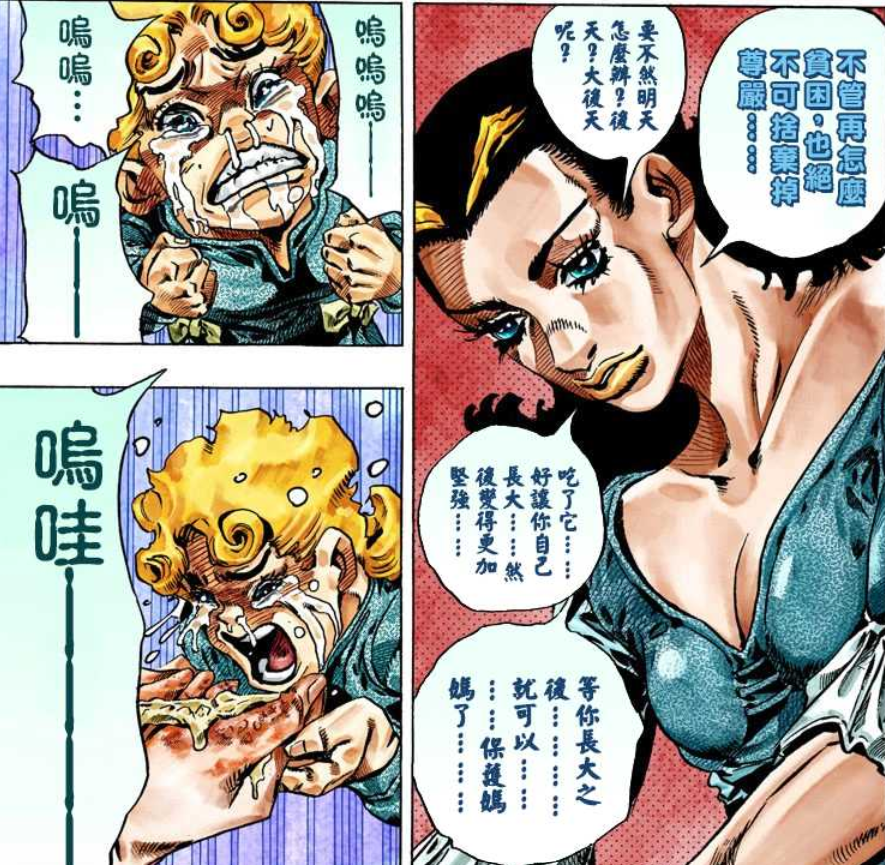 不管再怎麼
貧困，也絕
不可捨棄掉
尊嚴……
要不然明天
怎麼辦？後
天？大後天
呢？
吃了它……
好讓你自己
長大……然
後變得更加
堅強……
等你長大之
後…………
就可以……
……保護媽
媽了………
嗚嗚嗚——
嗚嗚…
嗚——
嗚哇——